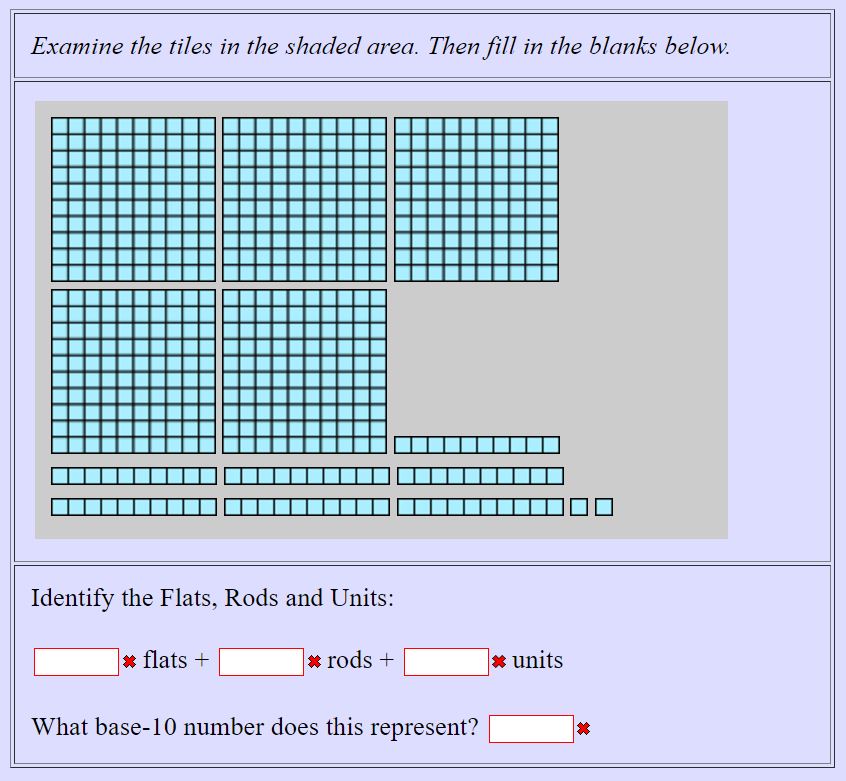 Examine the tiles in the shaded area. Then fill in the blanks below.
Identify the Flats, Rods and Units:
flats + rods + units
What base-10 number does this represent?